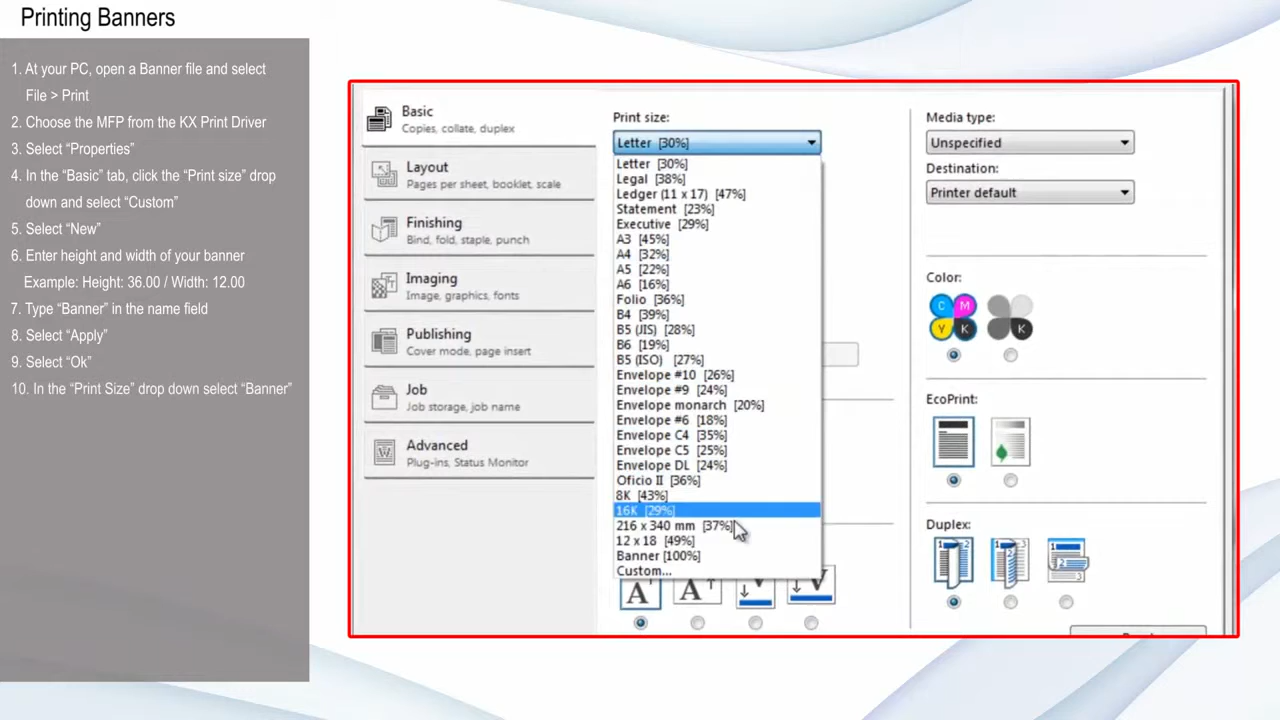 Printing Banners
1. At your PC, open a Banner file and select
File > Print
2. Choose the MFP from the KX Print Driver
3. Select “Properties”
4. In the “Basic” tab, click the “Print size” drop
down and select “Custom”
5. Select “New”
6. Enter height and width of your banner
Example: Height: 36.00 / Width: 12.00
7. Type “Banner” in the name field
8. Select “Apply”
9. Select “Ok”
10. In the “Print Size” drop down select “Banner”
Basic
Copies, collate, duplex
Layout
Pages per sheet, booklet, scale
Finishing
Bind, fold, staple, punch
Imaging
Image, graphics, fonts
Publishing
Cover mode, page insert
Job
Job storage, job name
Advanced
Plug-ins, Status Monitor
Print size:
Letter [30%]
Letter [30%]
Legal [38%]
Ledger (11 x 17) [47%]
Statement [23%]
Executive [29%]
A3 [45%]
A4 [32%]
A5 [22%]
A6 [16%]
Folio [36%]
B4 [39%]
B5 (JIS) [28%]
B6 [19%]
B5 (ISO) [27%]
Envelope #10 [26%]
Envelope #9 [24%]
Envelope monarch [20%]
Envelope #6 [18%]
Envelope C4 [35%]
Envelope C5 [25%]
Envelope DL [24%]
Oficio II [36%]
8K [43%]
16K [29%]
216 x 340 mm [37%]
12 x 18 [49%]
Banner [100%]
Custom...
A A
Media type:
Unspecified
Destination:
Printer default
Color:
C M
Y K K
EcoPrint:
Duplex:
1 2 1 2 1 2 3